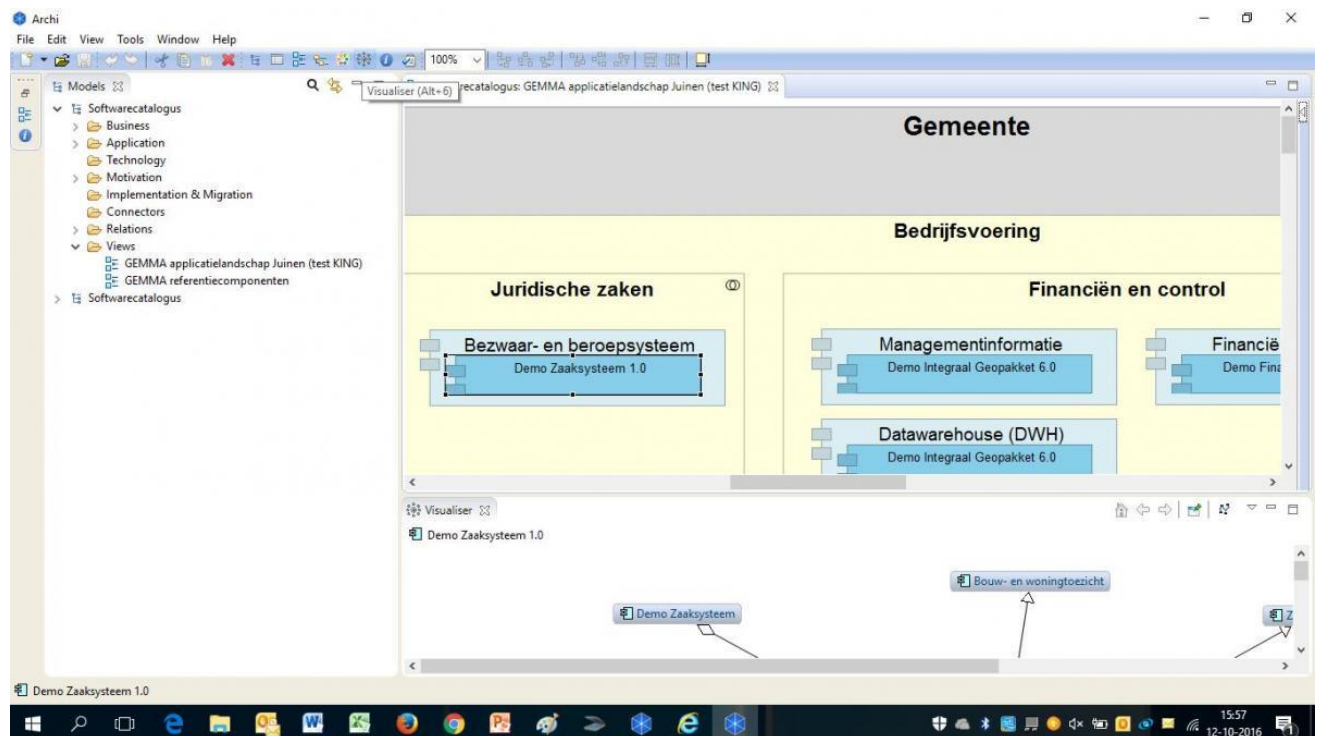 Archi
File Edit View Tools Window Help
100%
Models
Visualiser (Alt+6)
recatalogus: GEMMA applicatielandschap Juinen (test KING)
Softwarecatalogus
Business
Application
Technology
Motivation
Implementation & Migration
Connectors
Relations
Views
GEMMA applicatielandschap Juinen (test KING)
GEMMA referentiecomponenten
Softwarecatalogus
Gemeente
Bedrijfsvoering
Juridische zaken
Financiën en control
Bezwaar- en beroepsysteem
Demo Zaaksysteem 1.0
Managementinformatie
Demo Integraal Geopakket 6.0
Financië
Demo Fina
Datawarehouse (DWH)
Demo Integraal Geopakket 6.0
Visualiser
Demo Zaaksysteem 1.0
Bouw- en woningtoezicht
Demo Zaaksysteem
Z
Demo Zaaksysteem 1.0
15:57
12-10-2016